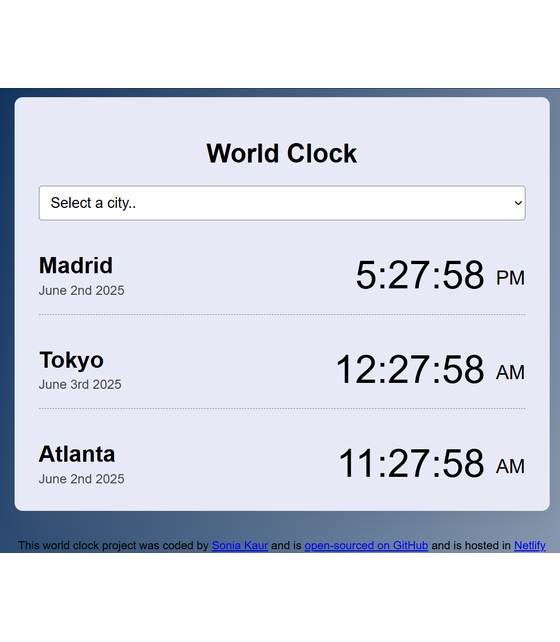 World Clock
Select a city..
Madrid
5:27:58 PM
June 2nd 2025
Tokyo
12:27:58 AM
June 3rd 2025
Atlanta
11:27:58 AM
June 2nd 2025
This world clock project was coded by Sonia Kaur and is open-sourced on GitHub and is hosted in Netlify